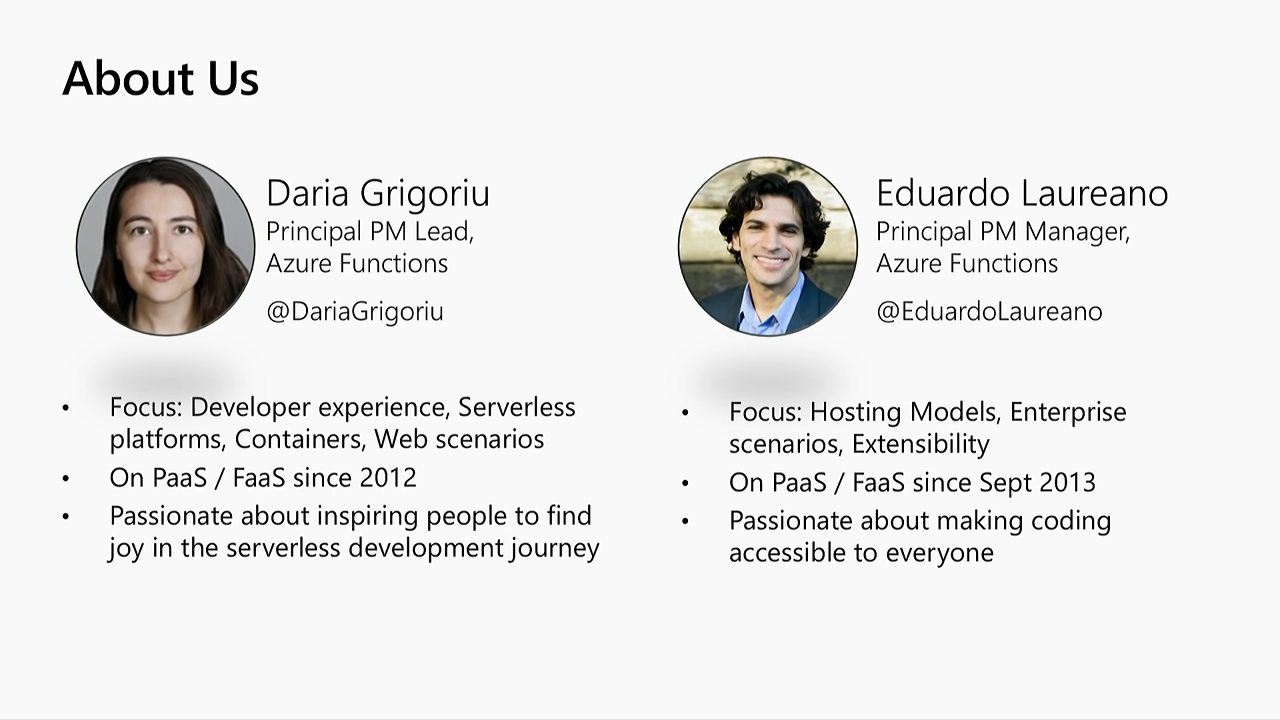 About Us
Daria Grigoriu
Principal PM Lead,
Azure Functions
@DariaGrigoriu
• Focus: Developer experience, Serverless
platforms, Containers, Web scenarios
• On PaaS / FaaS since 2012
• Passionate about inspiring people to find
joy in the serverless development journey
Eduardo Laureano
Principal PM Manager,
Azure Functions
@EduardoLaureano
• Focus: Hosting Models, Enterprise
scenarios, Extensibility
• On PaaS / FaaS since Sept 2013
• Passionate about making coding
accessible to everyone